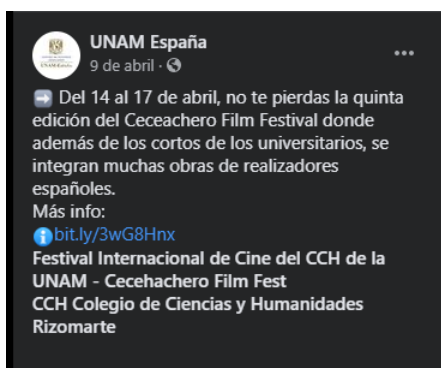 UNAM España
9 de abril
Del 14 al 17 de abril, no te pierdas la quinta
edición del Ceceachero Film Festival donde
además de los cortos de los universitarios, se
integran muchas obras de realizadores
españoles.
Más info:
bit.ly/3wG8Hnx
Festival Internacional de Cine del CCH de la
UNAM - Cecehachero Film Fest
CCH Colegio de Ciencias y Humanidades
Rizomarte